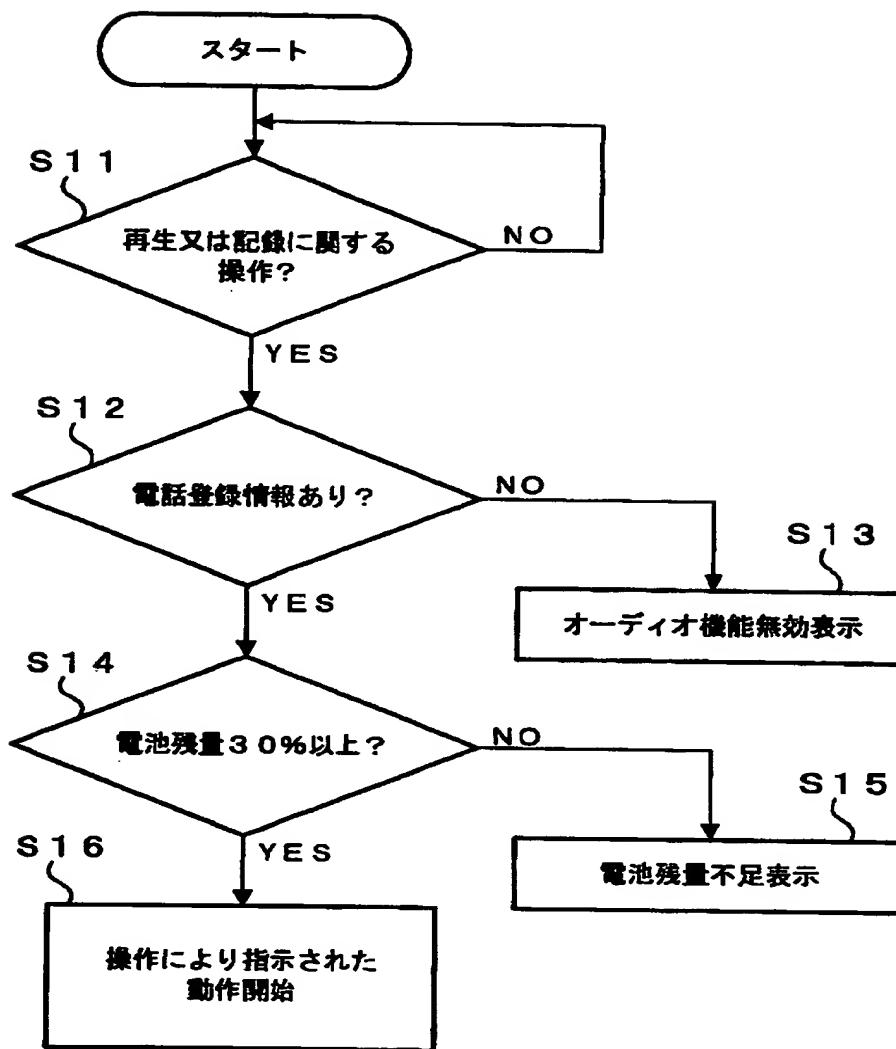 スタート
S11
再生又は記録に関する
操作?
NO
YES
S12
電話登録情報あり?
NO
S13
YES
オーディオ機能無効表示
S14
電池残量30%以上?
NO
S15
YES
S16
電池残量不足表示
操作により指示された
動作開始